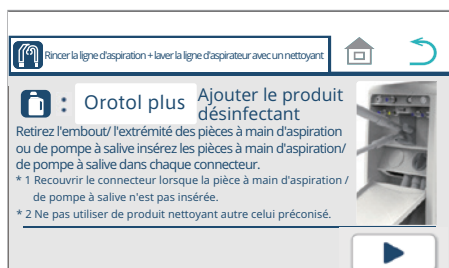 Rincer la ligne d'aspiration + laver la ligne d'aspirateur avec un nettoyant
: Orotol plus Ajouter le produit
désinfectant
Retirez l'embout/ l'extrémité des pièces à main d'aspiration
ou de pompe à salive insérez les pièces à main d'aspiration/
de pompe à salive dans chaque connecteur.
* 1 Recouvrir le connecteur lorsque la pièce à main d'aspiration /
de pompe à salive n'est pas insérée.
* 2 Ne pas utiliser de produit nettoyant autre celui préconisé.